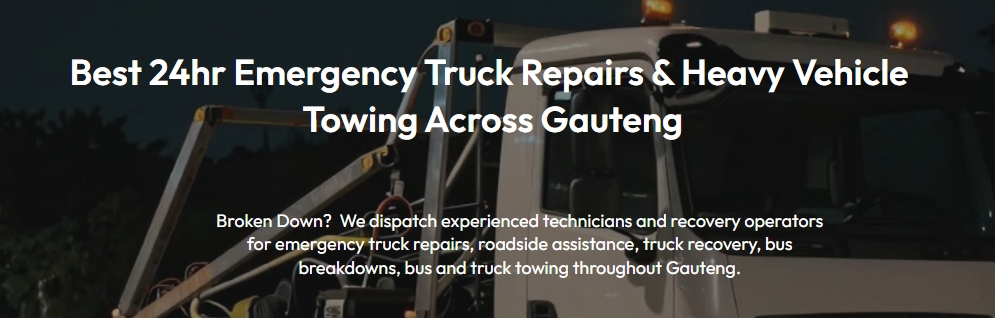 Best 24hr Emergency Truck Repairs & Heavy Vehicle
Towing Across Gauteng
Broken Down?  We dispatch experienced technicians and recovery operators
for emergency truck repairs, roadside assistance, truck recovery, bus
breakdowns, bus and truck towing throughout Gauteng.